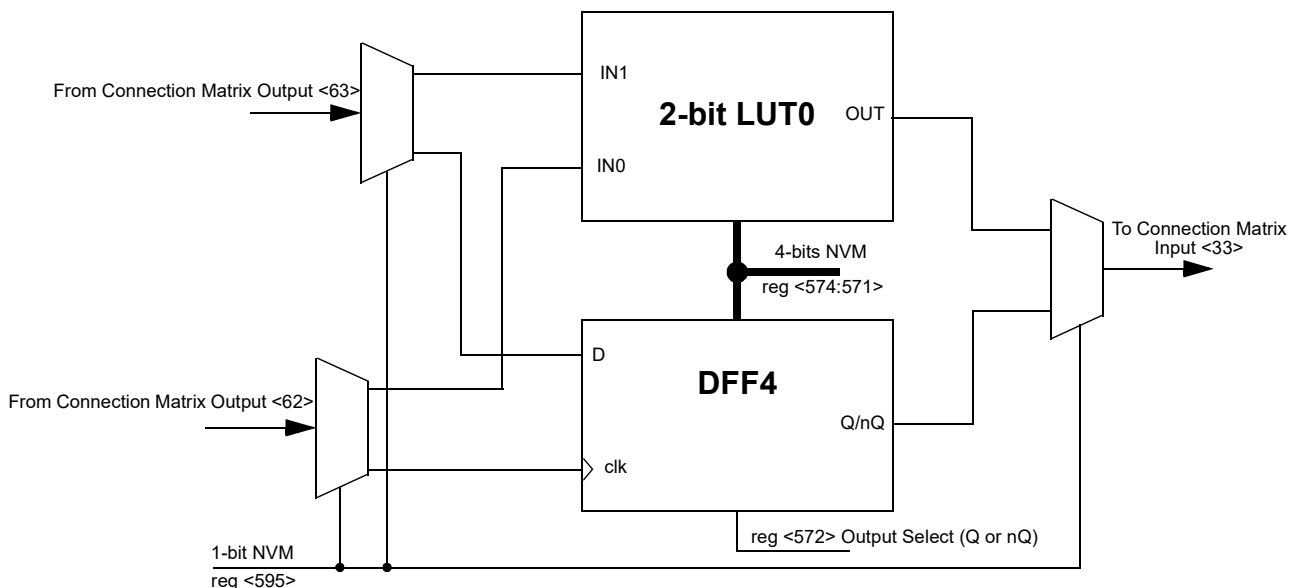 From Connection Matrix Output <63>
IN1
2-bit LUT0
OUT
IN0
To Connection Matrix
Input <33>
4-bits NVM
reg <574:571>
D
DFF4
From Connection Matrix Output <62>
Q/nQ
clk
reg <572> Output Select (Q or nQ)
1-bit NVM
reg <595>